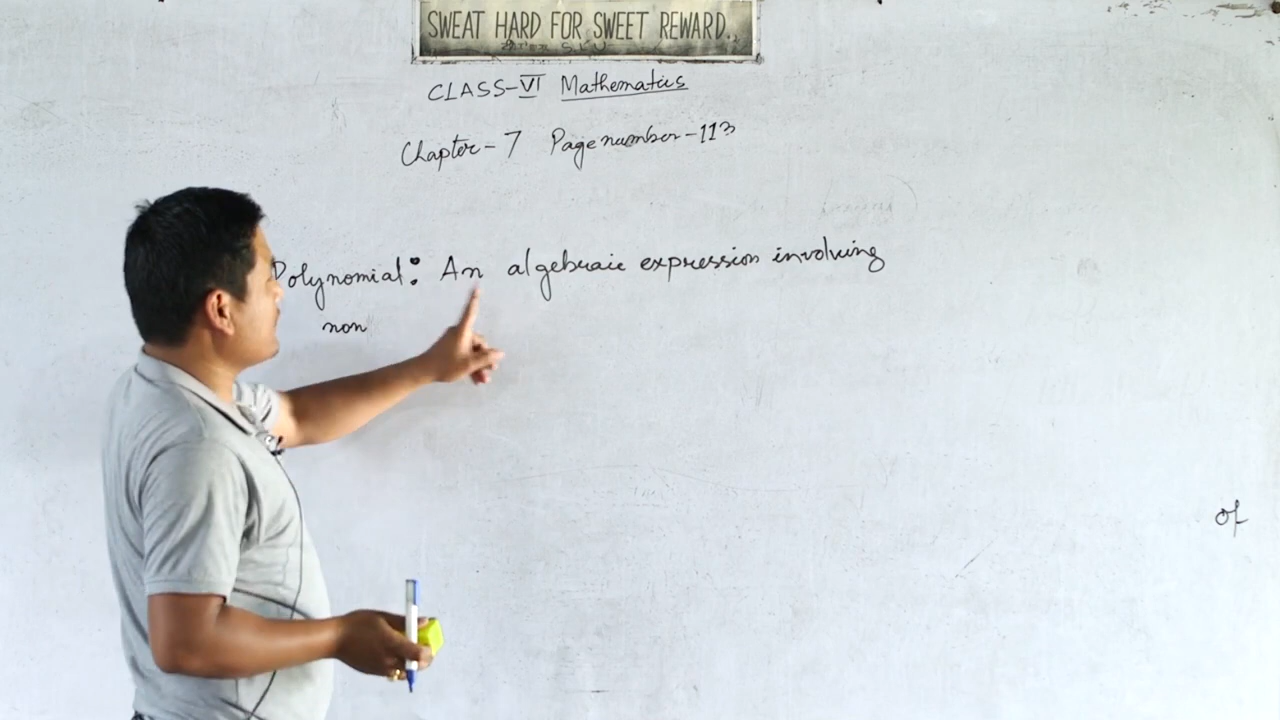 SWEAT HARD FOR SWEET REWARD..
CLASS-VI Mathematics
Chapter-7 Page number-113
Polynomial: An algebraic expression involving
non
of